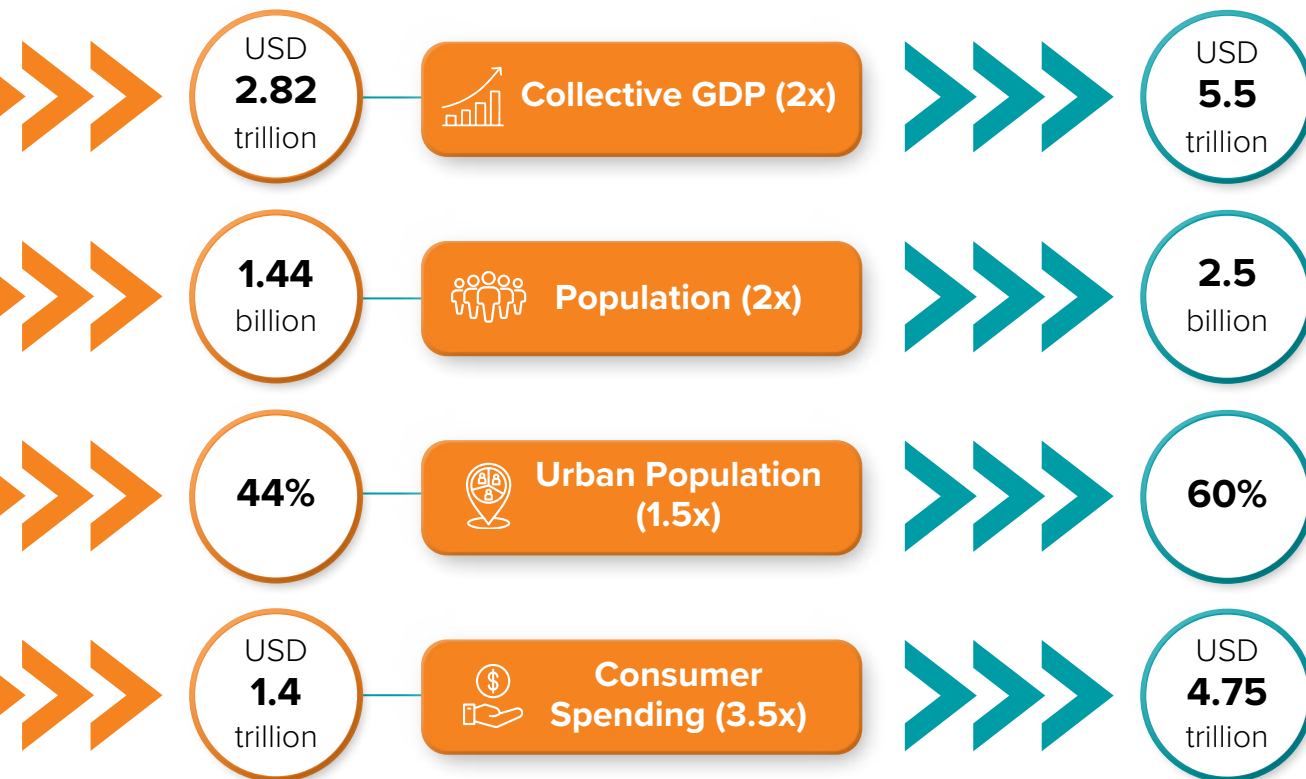 USD
2.82
trillion
Collective GDP (2x)
USD
5.5
trillion
1.44
billion
Population (2x)
2.5
billion
44%
Urban Population
(1.5x)
60%
USD
1.4
trillion
Consumer
Spending (3.5x)
USD
4.75
trillion